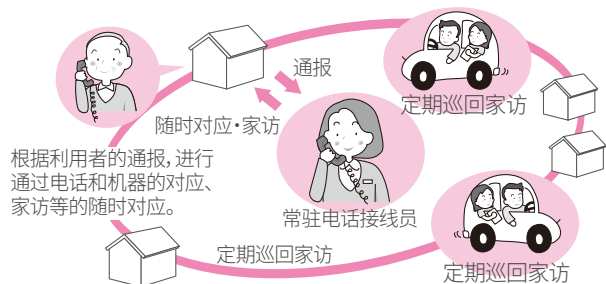 通报
定期巡回家访
随时对应·家访
根据利用者的通报，进行
通过电话和机器的对应、
家访等的随时对应。
常驻电话接线员
定期巡回家访
定期巡回家访